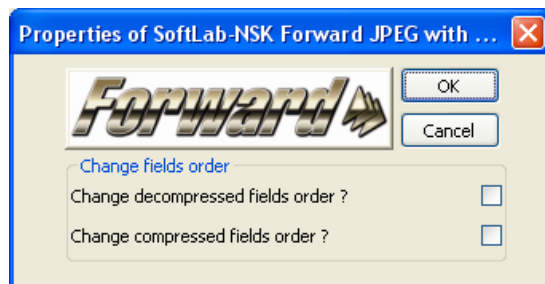 Properties of SoftLab-NSK Forward JPEG with ...
Forward
OK
Cancel
Change fields order
Change decompressed fields order ?
Change compressed fields order ?